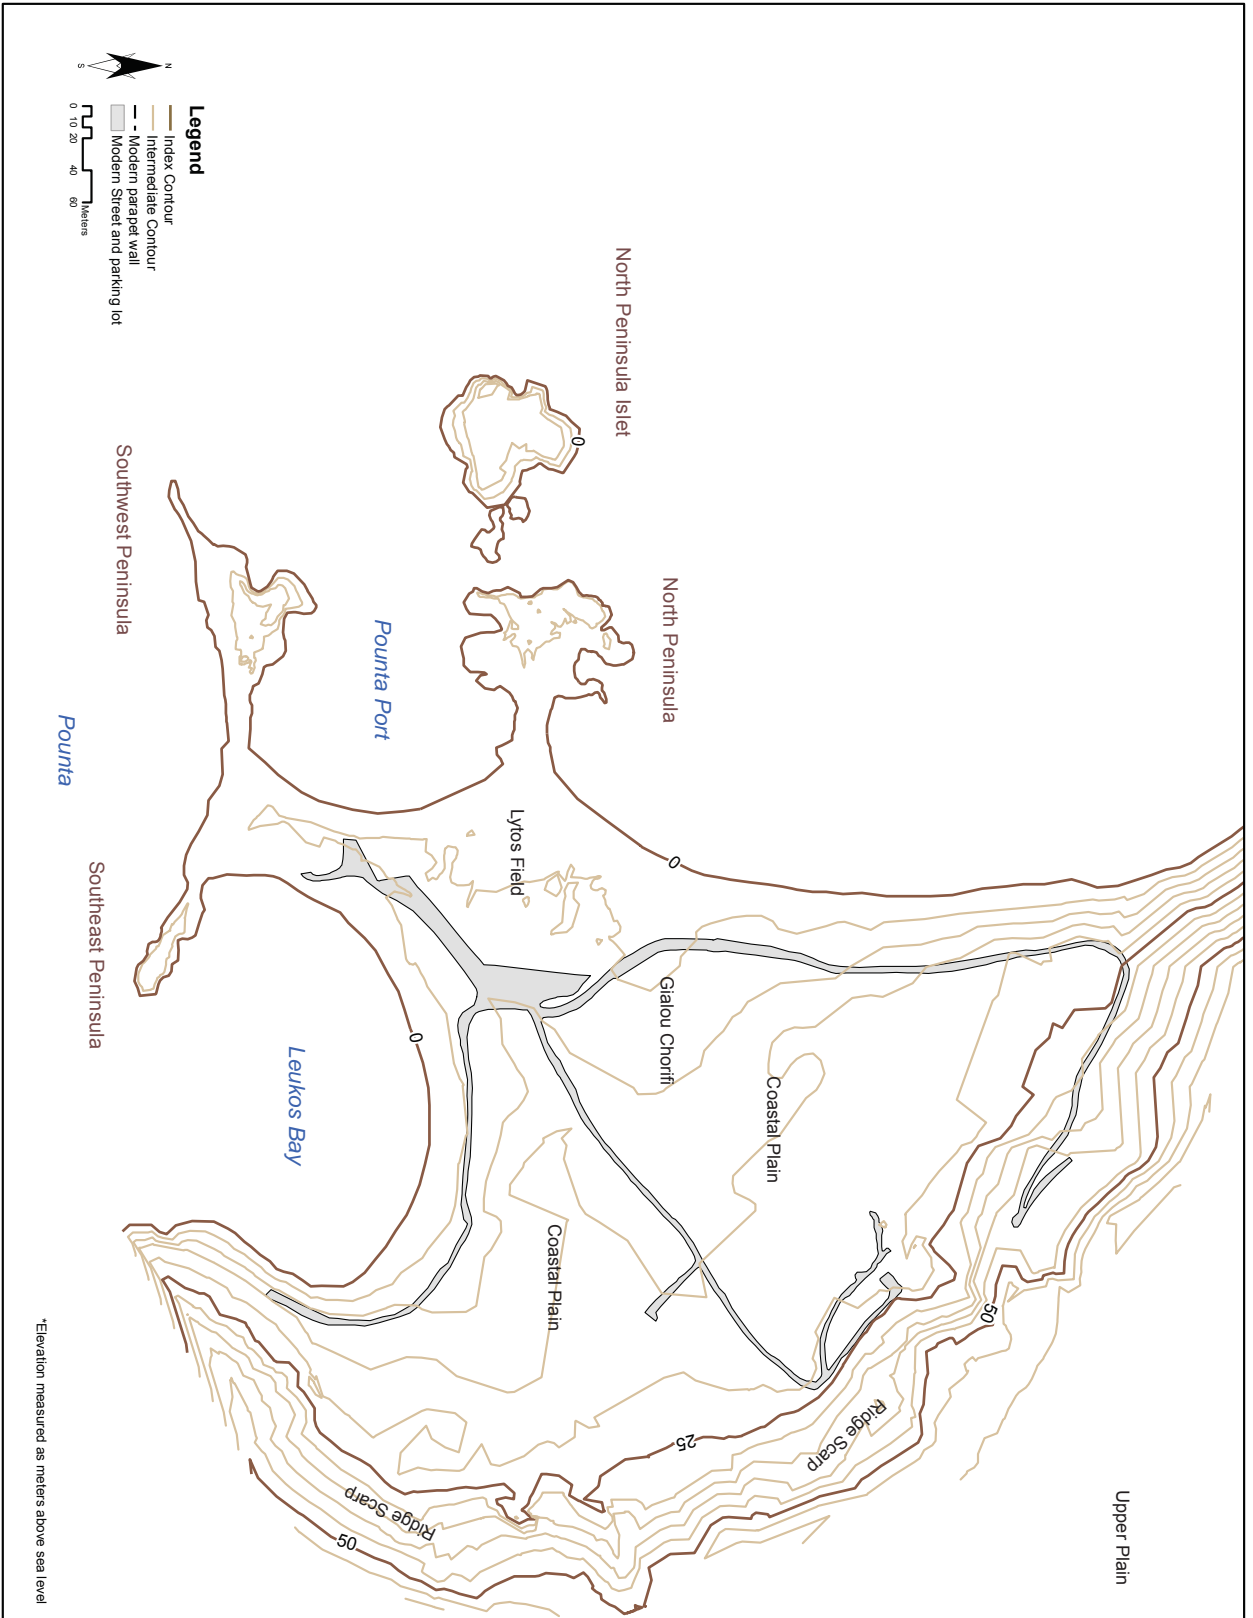 Upper Plain
50
Ridge Scarp
Coastal Plain
North Peninsula
Gialou Chorifi
0
25
North Peninsula Islet
0
Lytos Field
Coastal Plain
Pounta Port
0
Ridge Scarp
50
Leukos Bay
Southwest Peninsula
Southeast Peninsula
Pounta
Legend
Index Contour
Intermediate Contour
Modern parapet wall
Modern Street and parking lot
N
S
0 10 20 40 60
Meters
*Elevation measured as meters above sea level